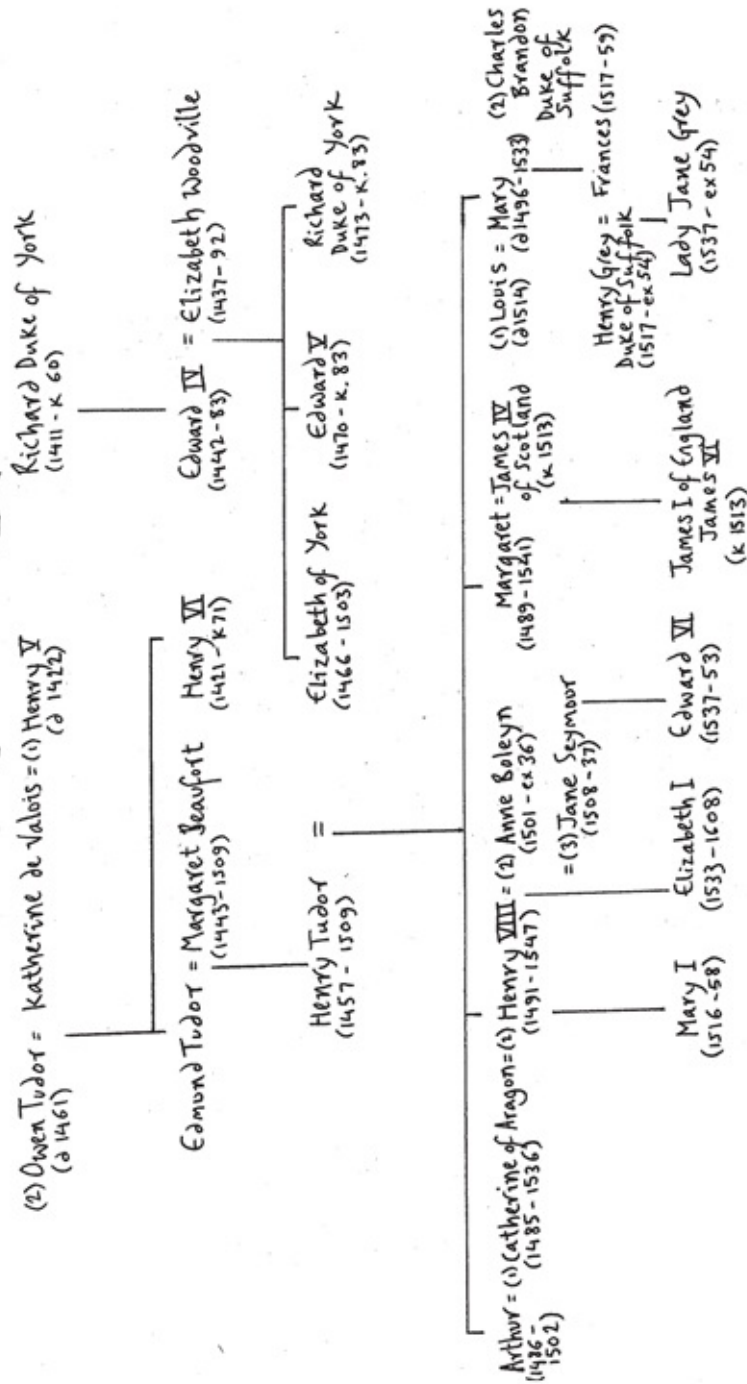 (2) Owen Tudor = Katherine de Valois = (1) Henry V
(d 1461)
(d 1422)
Richard Duke of York
(1411 - K 60)
Edmund Tudor = Margaret Beaufort
(1443-1509)
Henry VI
(1421 - K71)
Edward IV = Elizabeth Woodville
(1442-83)
(1437-92)
Henry Tudor =
(1457 - 1509)
Elizabeth of York
(1466 - 1503)
Edward V
(1470 - K.83)
Richard
Duke of York
(1473 - K.83)
Arthur = (1) Catherine of Aragon = (2) Henry VIII = (2) Anne Boleyn
(1486 -
1502)
(1485 - 1536)
(1491 - 1547)
(1501 - ex 36)
= (3) Jane Seymoor
(1508 - 37)
Margaret = James IV
of Scotland
(1489 - 1541)
(K 1513)
(1) Louis = Mary
(d1514)
(d1496-1533)
(2) Charles
Brandon
Duke of
Suffolk
Mary I
(1516 - 58)
Elizabeth I
(1533 - 1608)
Edward VI
(1537 - 53)
James I of England
James VI
(K 1513)
Henry Grey = Frances (1517-59)
Duke of Suffolk
(1517 - ex 54)
Lady Jane Grey
(1537 - ex 54)